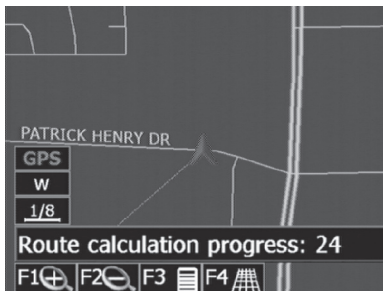 PATRICK HENRY DR
GPS
W
1/8
Route calculation progress: 24
F1 F2 F3 F4